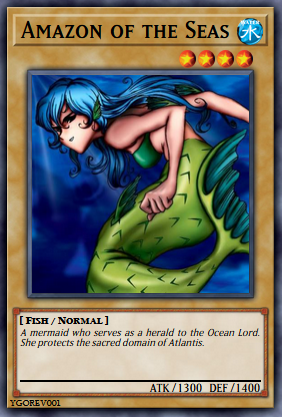 AMAZON OF THE SEAS
WATER
水
[ FISH / NORMAL ]
A mermaid who serves as a herald to the Ocean Lord.
She protects the sacred domain of Atlantis.
ATK / 1300 DEF / 1400
YGOREV001